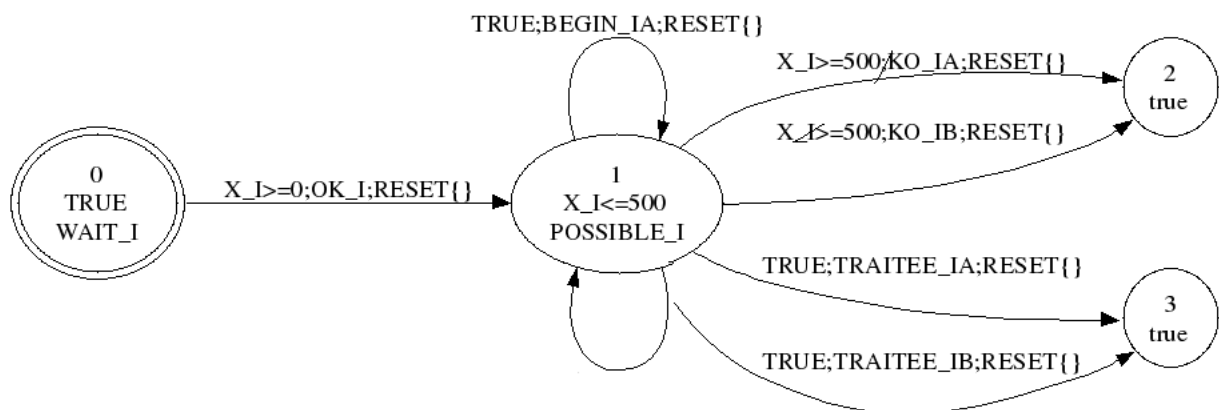 TRUE;BEGIN_IA;RESET{}
X_I>=500;KO_IA;RESET{}
2
true
X_I>=500;KO_IB;RESET{}
0
TRUE
WAIT_I
X_I>=0;OK_I;RESET{}
1
X_I<=500
POSSIBLE_I
TRUE;TRAITEE_IA;RESET{}
3
true
TRUE;TRAITEE_IB;RESET{}